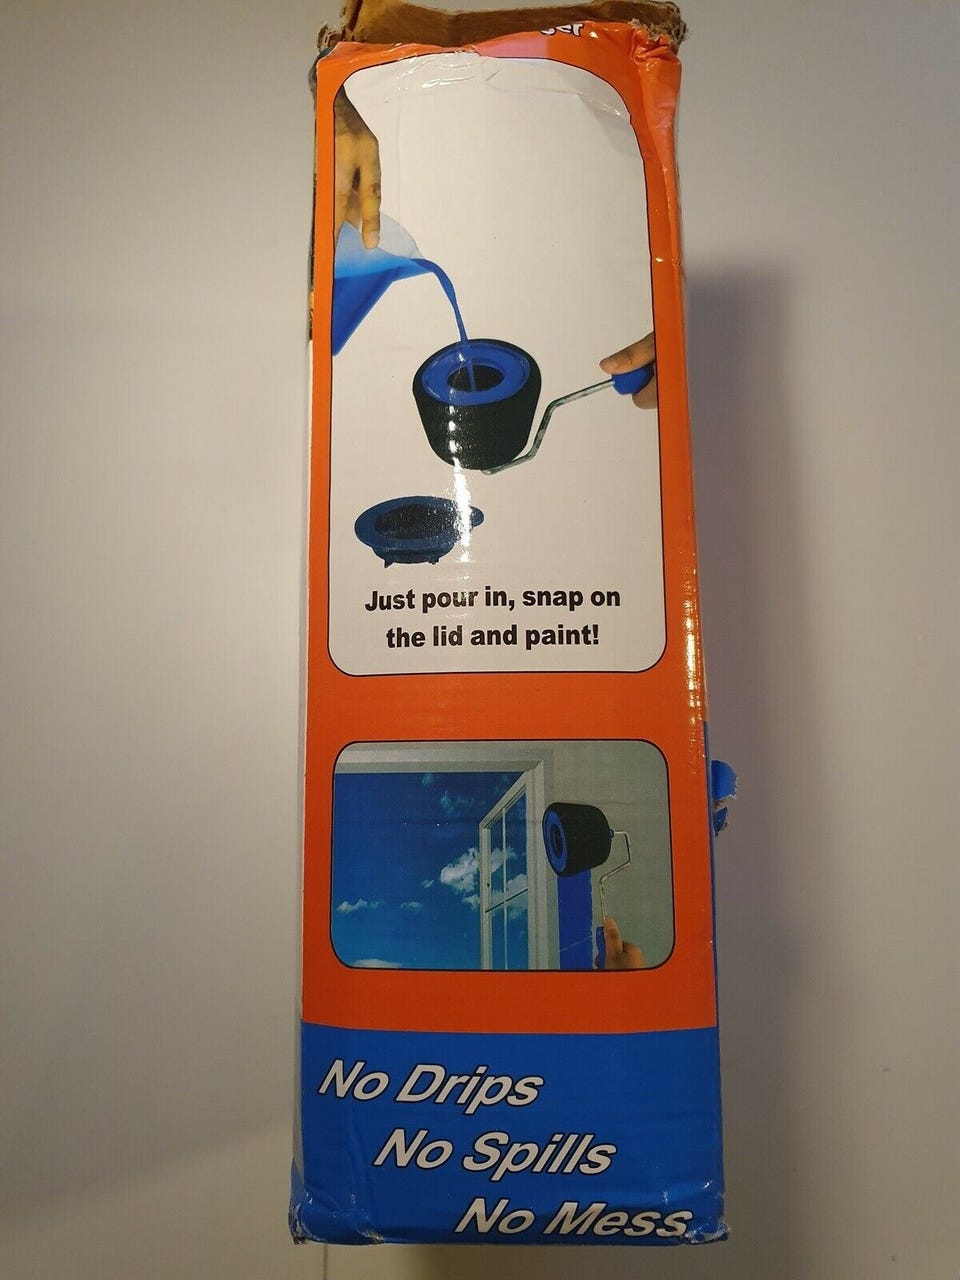 Just pour in, snap on
the lid and paint!
No Drips
No Spills
No Mess